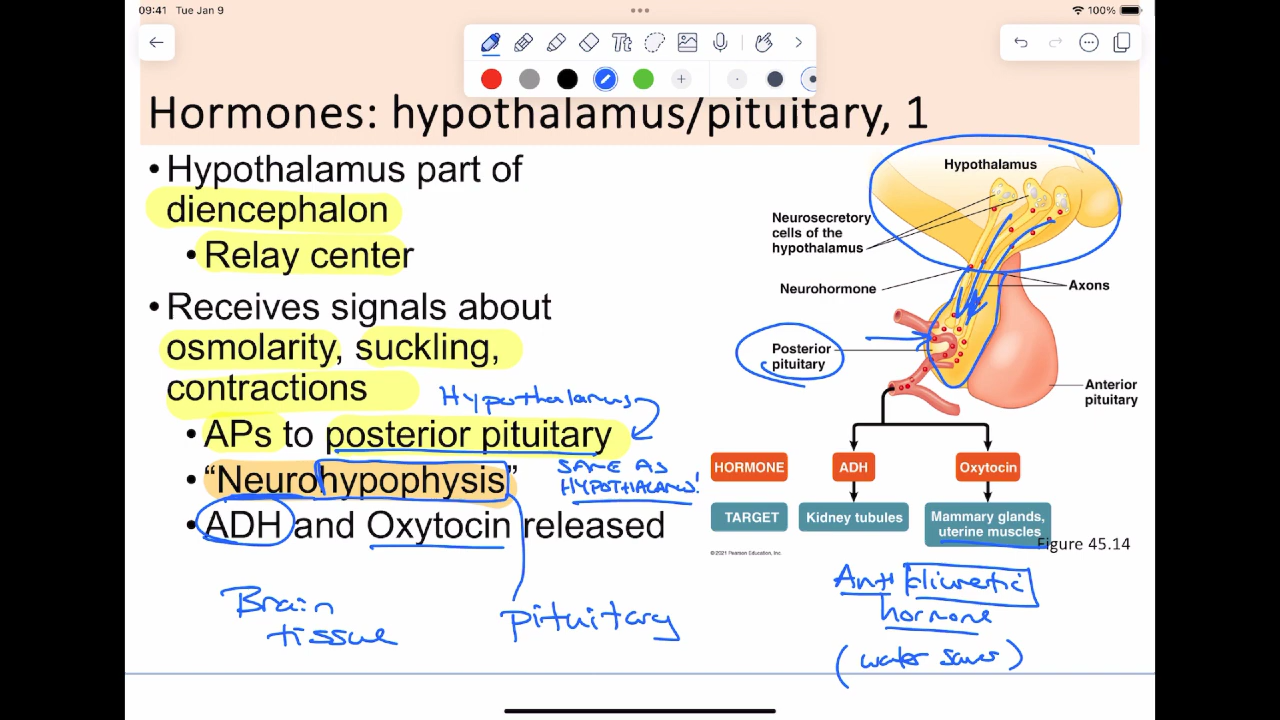 09:41 Tue Jan 9
100%
Tt
Hormones: hypothalamus/pituitary, 1
• Hypothalamus part of
diencephalon
• Relay center
• Receives signals about
osmolarity, suckling,
contractions
Hypothalamus
• APs to posterior pituitary
• “Neurohypophysis”
SAME AS
HYPOTHALAMUS!
• ADH and Oxytocin released
Brain
tissue
pituitary
Hypothalamus
Neurosecretory
cells of the
hypothalamus
Neurohormone
Axons
Posterior
pituitary
Anterior
pituitary
HORMONE
ADH
Oxytocin
TARGET
Kidney tubules
Mammary glands,
uterine muscles
©2021 Pearson Education, Inc.
Figure 45.14
Anti diuretic
hormone
(water saver)